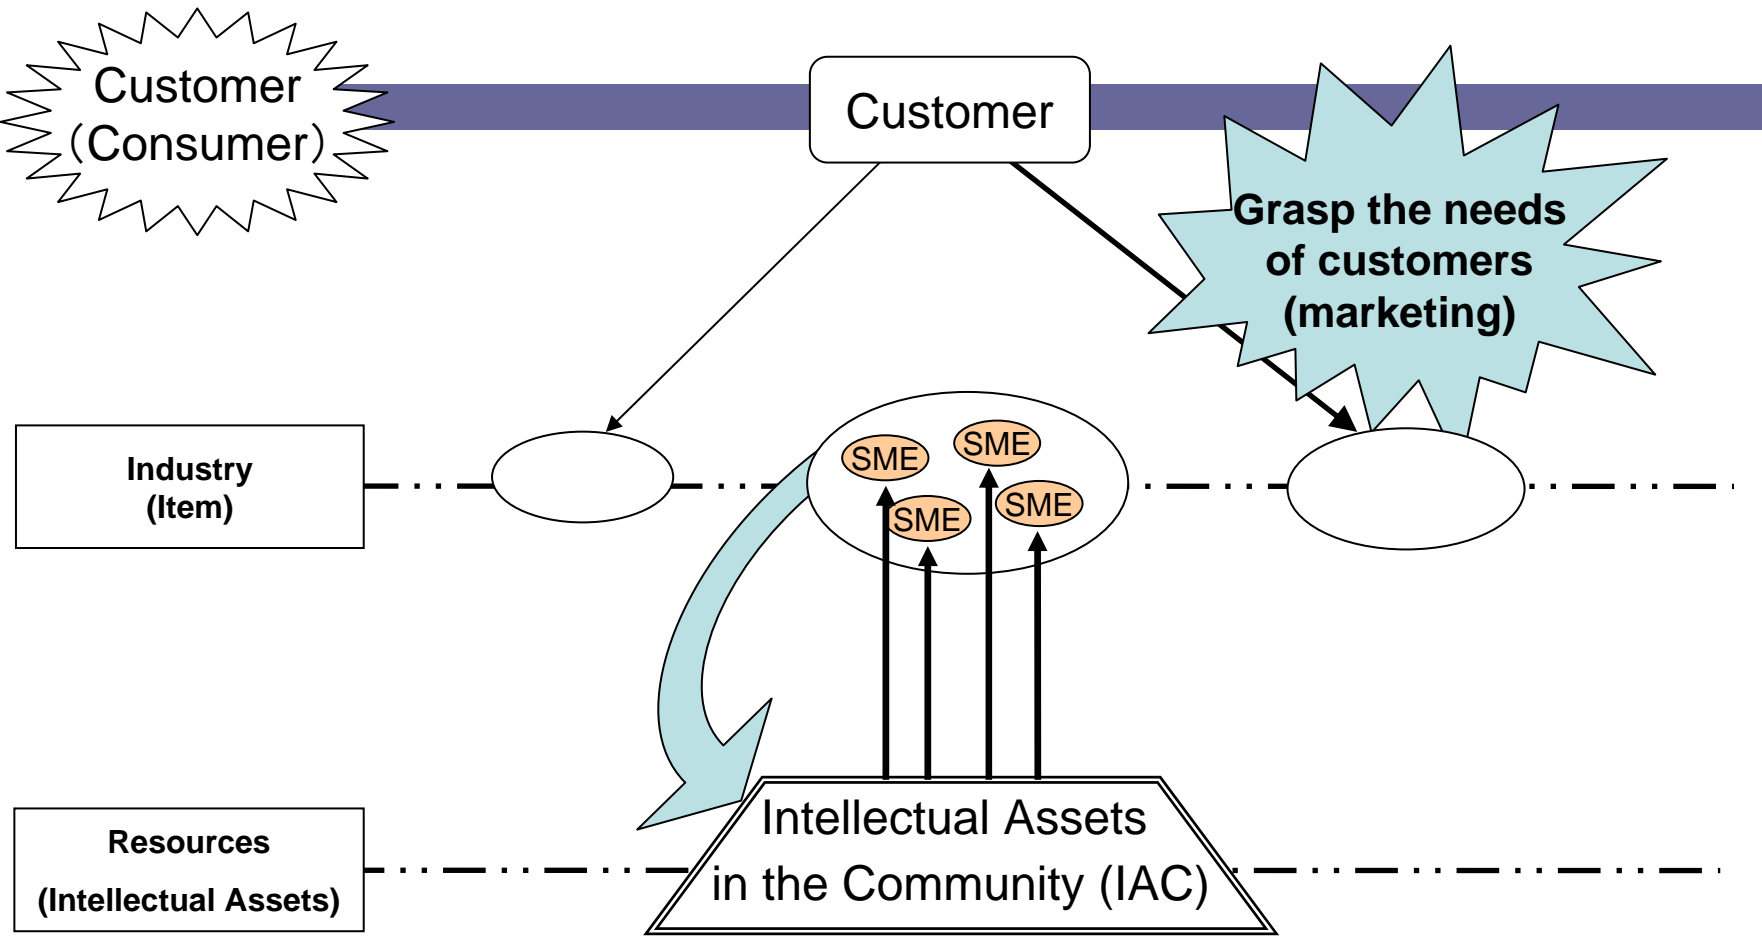 Customer
（Consumer）
Customer
Grasp the needs
of customers
(marketing)
Industry
(Item)
SME
SME
SME
SME
Resources
(Intellectual Assets)
Intellectual Assets
in the Community (IAC)